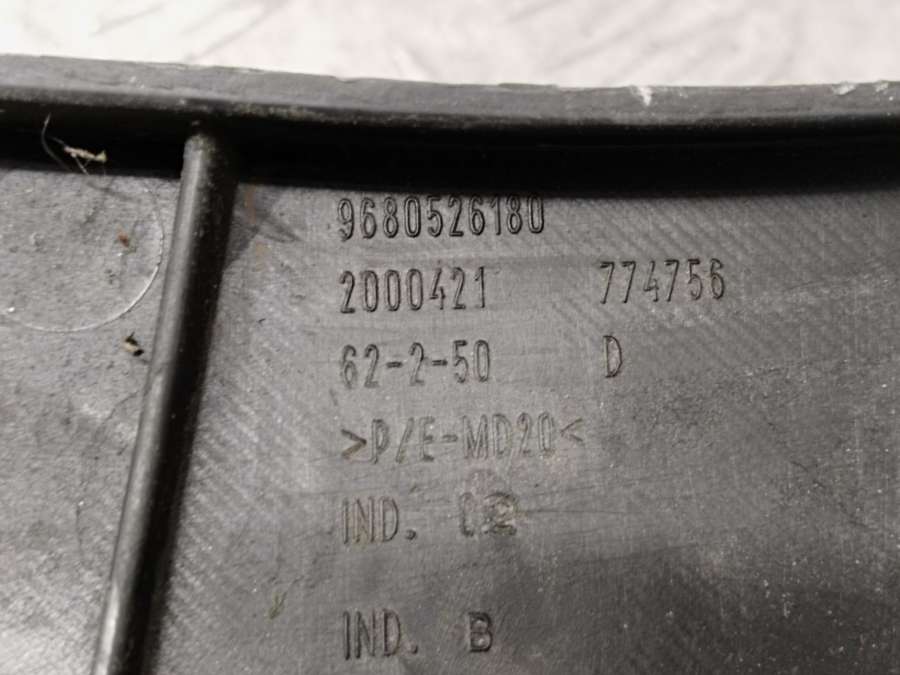 9680526180
2000421 774756
62-2-50 D
>P/E-MD20<
IND.
IND. B